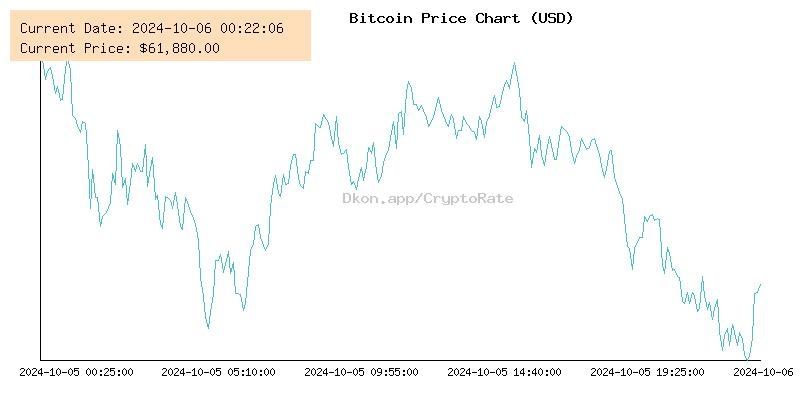 Bitcoin Price Chart (USD)
Current Date: 2024-10-06 00:22:06
Current Price: $61,880.00
Dkon.app/CryptoRate
2024-10-05 00:25:00 2024-10-05 05:10:00 2024-10-05 09:55:00 2024-10-05 14:40:00 2024-10-05 19:25:00 2024-10-06